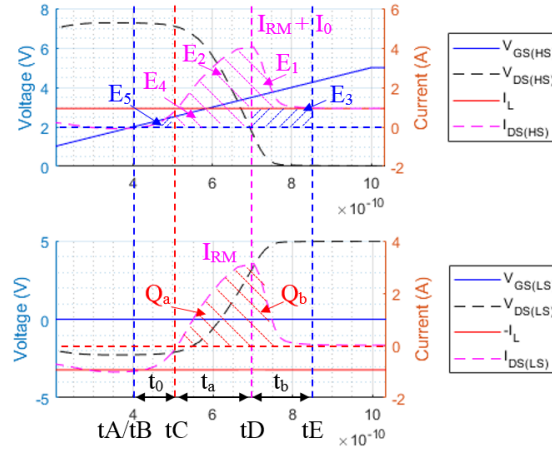 8
6
4
2
0
Voltage (V)
6
4
2
0
-2
Current (A)
I_RM+I_0
E_2
E_1
E_4
E_5
E_3
4
6
8
10
×10^-10
V_GS(HS)
V_DS(HS)
I_L
I_DS(HS)
5
0
-5
Voltage (V)
4
2
0
-2
Current (A)
I_RM
Q_a
Q_b
t_0
t_a
t_b
tA/tB
tC
tD
tE
8
10
×10^-10
V_GS(LS)
V_DS(LS)
-I_L
I_DS(LS)